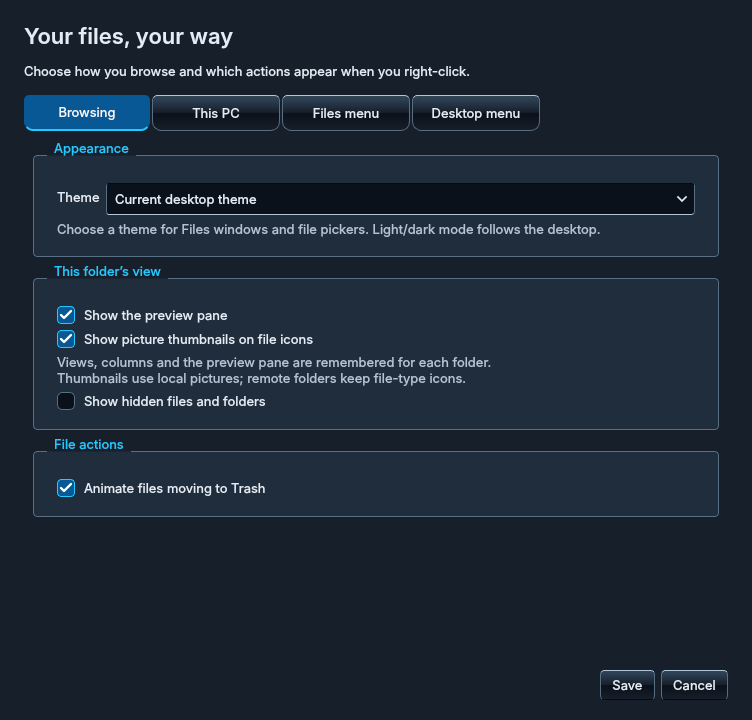 Your files, your way
Choose how you browse and which actions appear when you right-click.
Browsing
This PC
Files menu
Desktop menu
Appearance
Theme
Current desktop theme
Choose a theme for Files windows and file pickers. Light/dark mode follows the desktop.
This folder’s view
Show the preview pane
Show picture thumbnails on file icons
Views, columns and the preview pane are remembered for each folder.
Thumbnails use local pictures; remote folders keep file-type icons.
Show hidden files and folders
File actions
Animate files moving to Trash
Save
Cancel